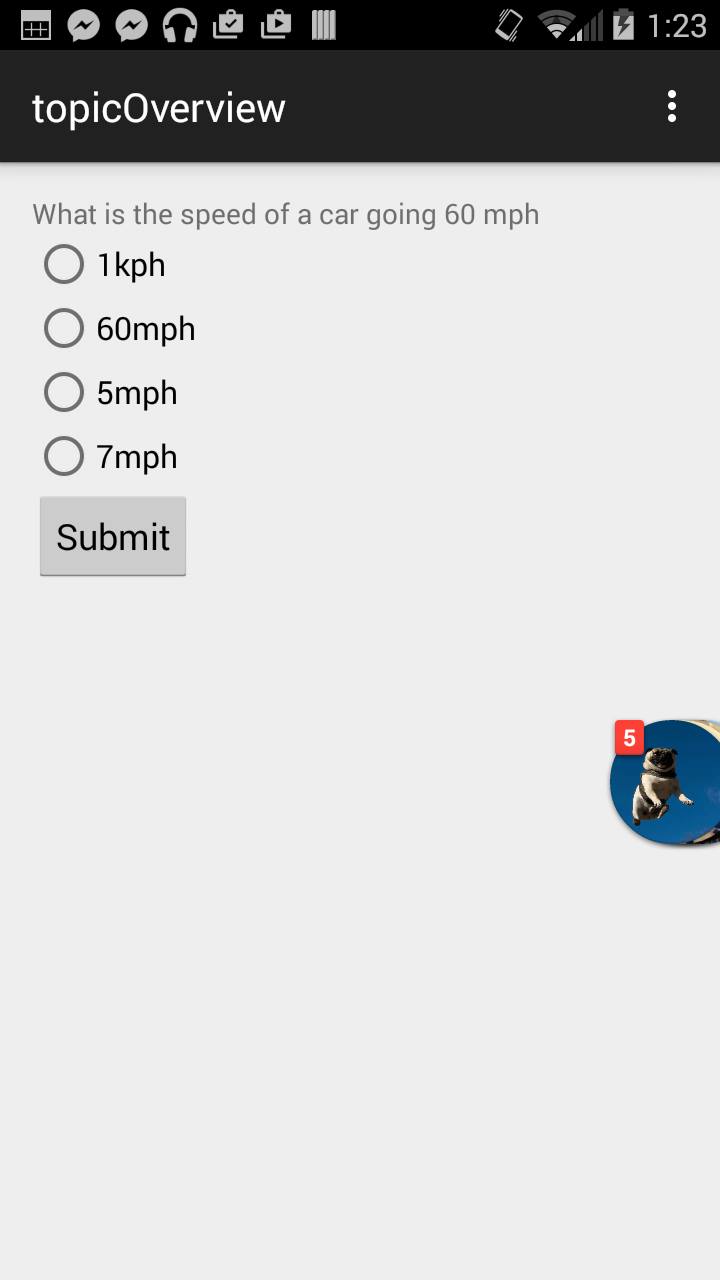 1:23
topicOverview
What is the speed of a car going 60 mph
1kph
60mph
5mph
7mph
Submit
5